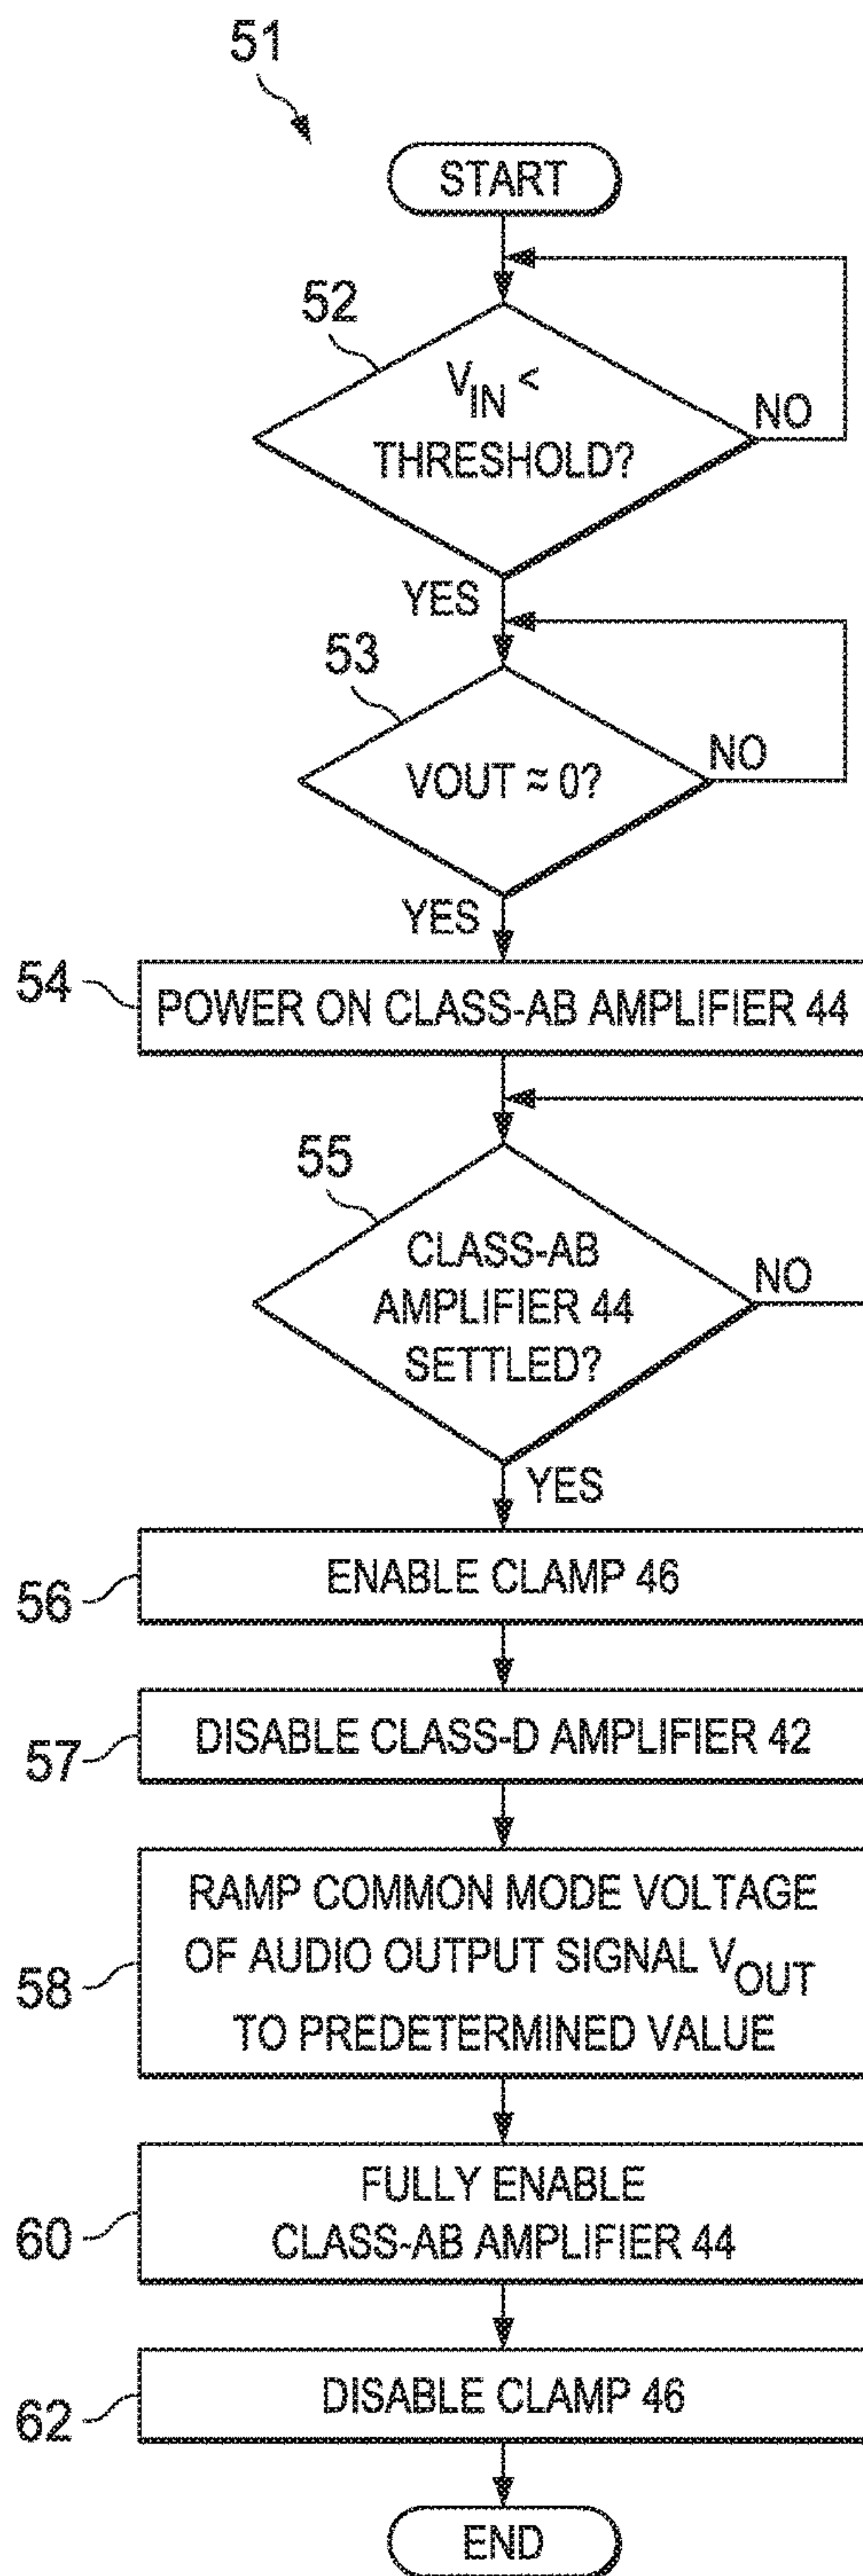 51
START
52
V_IN <
THRESHOLD?
NO
YES
53
VOUT ≈ 0?
NO
YES
54
POWER ON CLASS-AB AMPLIFIER 44
55
CLASS-AB
AMPLIFIER 44
SETTLED?
NO
YES
56
ENABLE CLAMP 46
57
DISABLE CLASS-D AMPLIFIER 42
58
RAMP COMMON MODE VOLTAGE
OF AUDIO OUTPUT SIGNAL V_OUT
TO PREDETERMINED VALUE
60
FULLY ENABLE
CLASS-AB AMPLIFIER 44
62
DISABLE CLAMP 46
END